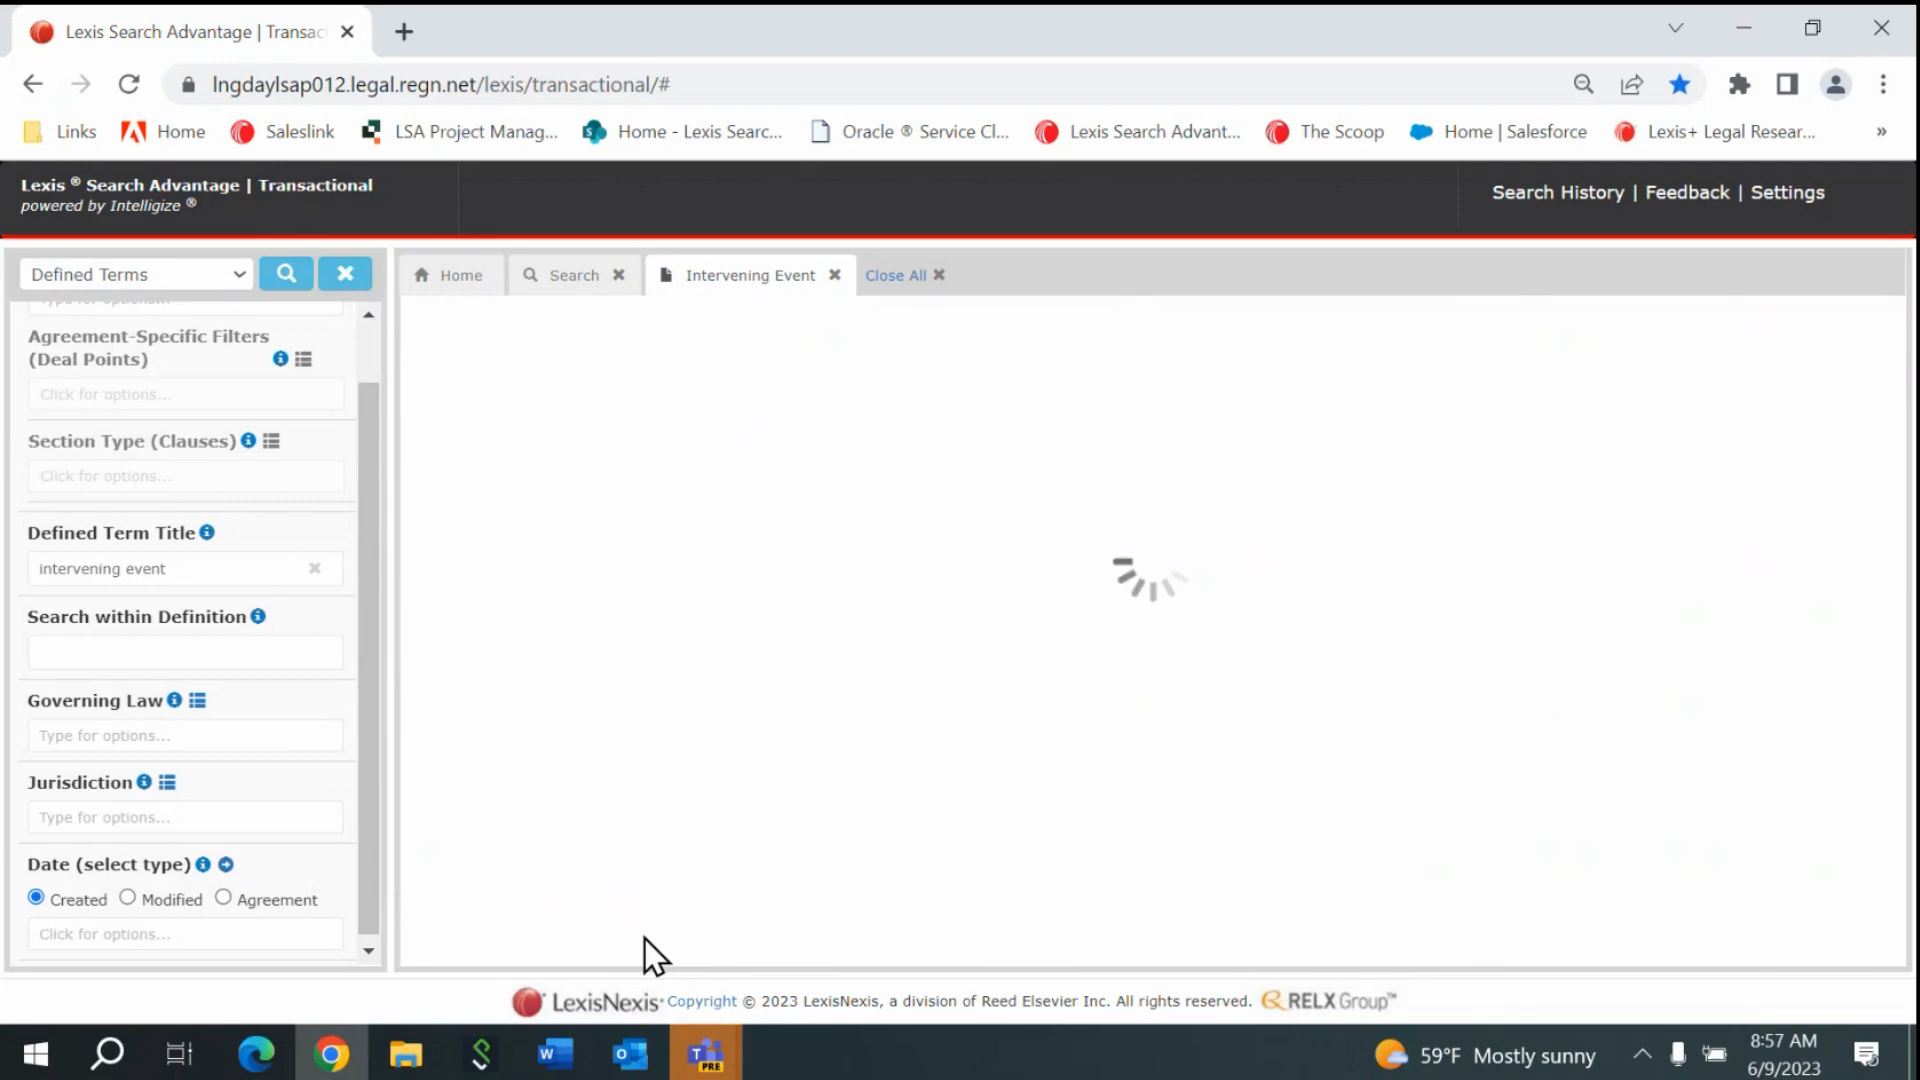 Lexis Search Advantage | Transac
lngdaylsap012.legal.regn.net/lexis/transactional/#
Links Home Saleslink LSA Project Manag... Home - Lexis Searc... Oracle ® Service Cl... Lexis Search Advant... The Scoop Home | Salesforce Lexis+ Legal Resear... »
Lexis ® Search Advantage | Transactional
powered by Intelligize ®
Search History | Feedback | Settings
Defined Terms
Home Search Intervening Event Close All
Type for options...
Agreement-Specific Filters
(Deal Points)
Click for options...
Section Type (Clauses)
Click for options...
Defined Term Title
intervening event
Search within Definition
Governing Law
Type for options...
Jurisdiction
Type for options...
Date (select type)
Created Modified Agreement
Click for options...
LexisNexis® Copyright © 2023 LexisNexis, a division of Reed Elsevier Inc. All rights reserved. RELX Group™
59°F Mostly sunny
8:57 AM
6/9/2023
PRE